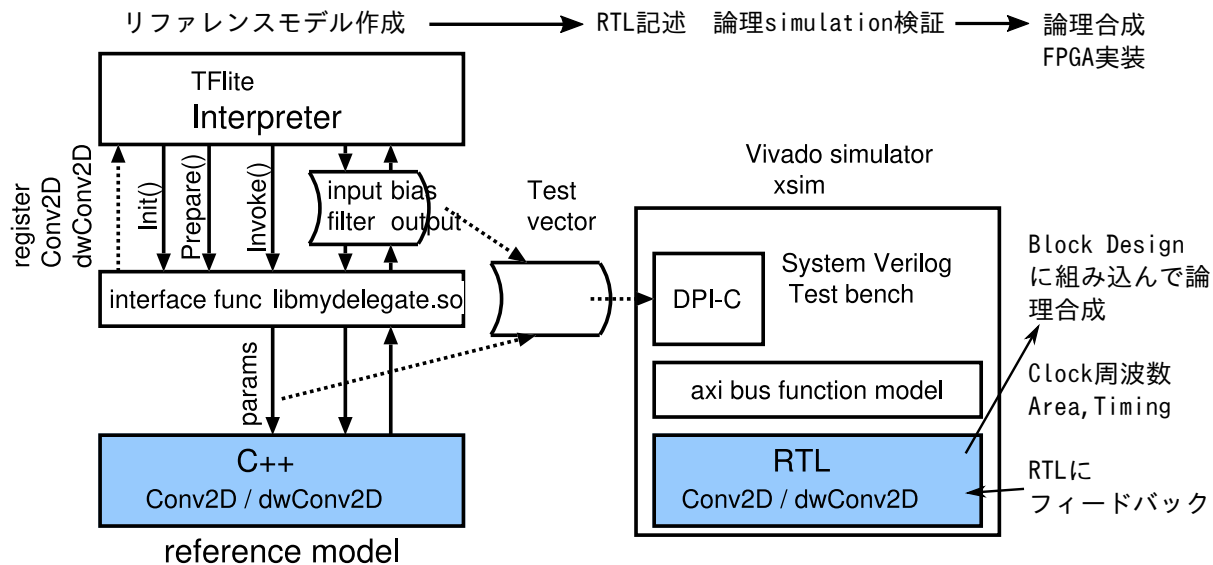 リファレンスモデル作成
RTL記述 論理simulation検証
論理合成
FPGA実装
TFlite
Interpreter
register
Conv2D
dwConv2D
Init()
Prepare()
Invoke()
input bias
filter output
Test
vector
interface func libmydelegate.so
params
C++
Conv2D / dwConv2D
reference model
Vivado simulator
xsim
DPI-C
System Verilog
Test bench
axi bus function model
RTL
Conv2D / dwConv2D
Block Design
に組み込んで論
理合成
Clock周波数
Area,Timing
RTLに
フィードバック